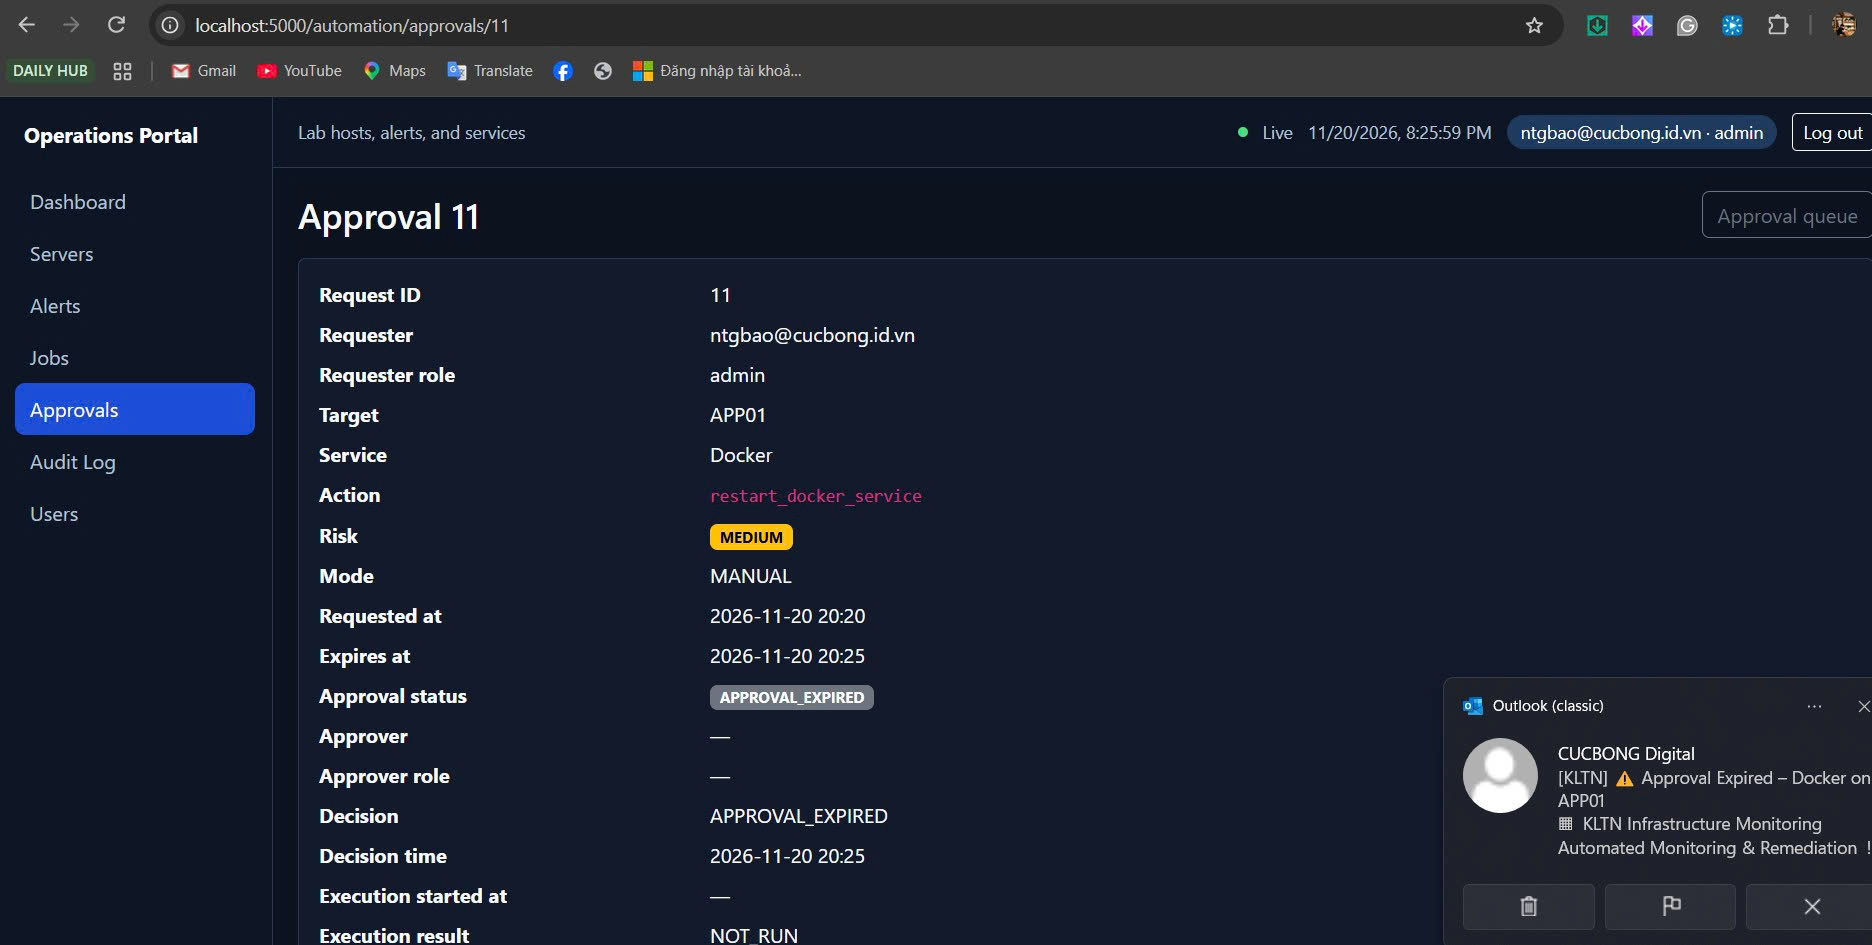 localhost:5000/automation/approvals/11
DAILY HUB
Gmail
YouTube
Maps
Translate
Đăng nhập tài khoả...
Operations Portal
Lab hosts, alerts, and services
Live 11/20/2026, 8:25:59 PM
ntgbao@cucbong.id.vn · admin
Log out
Dashboard
Servers
Alerts
Jobs
Approvals
Audit Log
Users
Approval 11
Approval queue
Request ID 11
Requester ntgbao@cucbong.id.vn
Requester role admin
Target APP01
Service Docker
Action restart_docker_service
Risk MEDIUM
Mode MANUAL
Requested at 2026-11-20 20:20
Expires at 2026-11-20 20:25
Approval status APPROVAL_EXPIRED
Approver —
Approver role —
Decision APPROVAL_EXPIRED
Decision time 2026-11-20 20:25
Execution started at —
Execution result NOT_RUN
Outlook (classic)
CUCBONG Digital
[KLTN] ⚠ Approval Expired – Docker on
APP01
KLTN Infrastructure Monitoring
Automated Monitoring & Remediation !